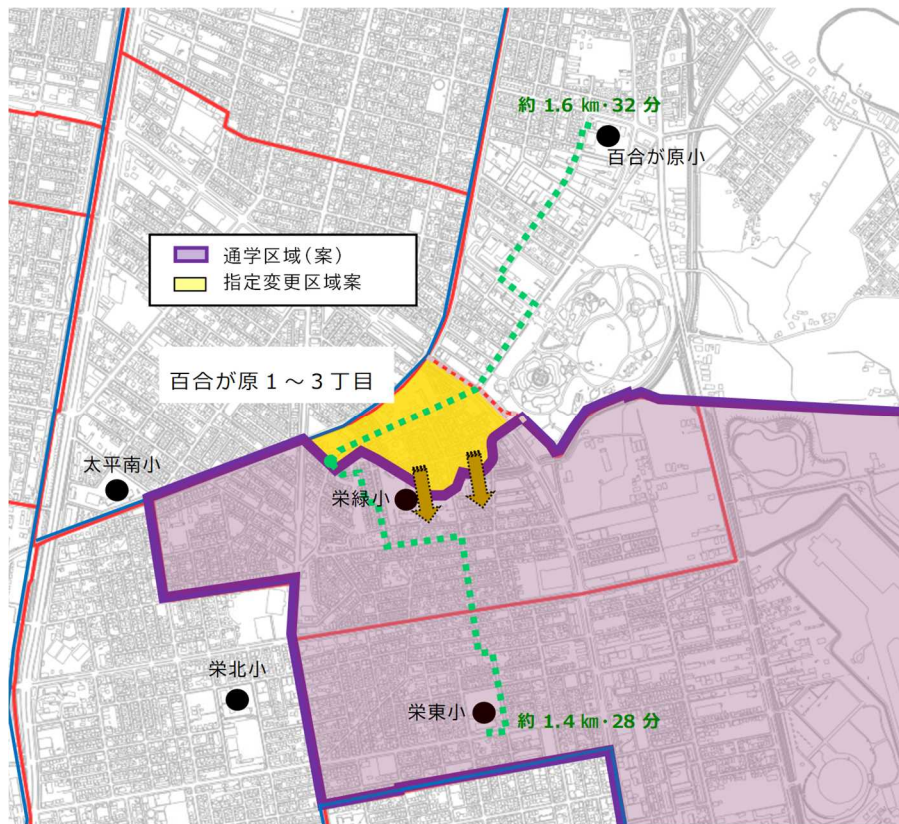 約 1.6 ㎞・32 分
百合が原小
通学区域(案)
指定変更区域案
百合が原１～３丁目
太平南小
栄緑小
栄北小
栄東小
約 1.4 ㎞・28 分